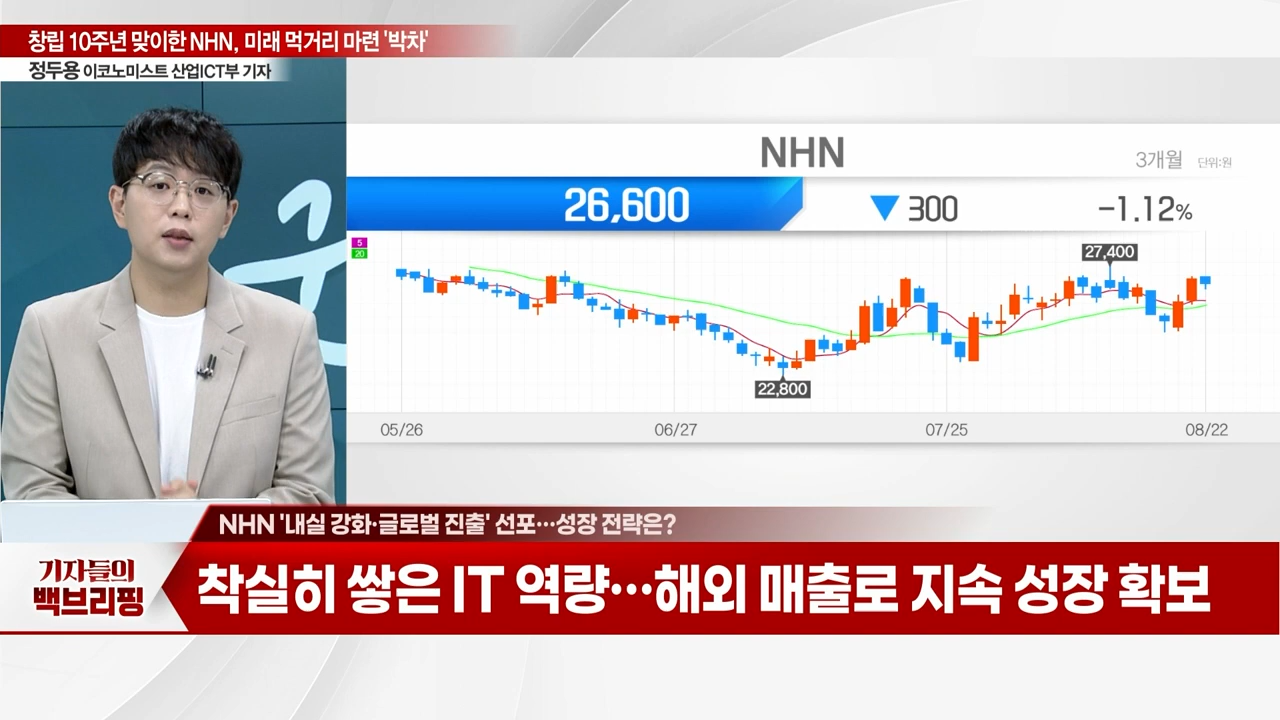 창립 10주년 맞이한 NHN, 미래 먹거리 마련 '박차'
정두용 이코노미스트 산업ICT부 기자
NHN
3개월 단위:원
26,600 ▼ 300 -1.12%
5
20
27,400
22,800
05/26 06/27 07/25 08/22
NHN '내실 강화·글로벌 진출' 선포…성장 전략은?
기자들의
백브리핑
착실히 쌓은 IT 역량…해외 매출로 지속 성장 확보